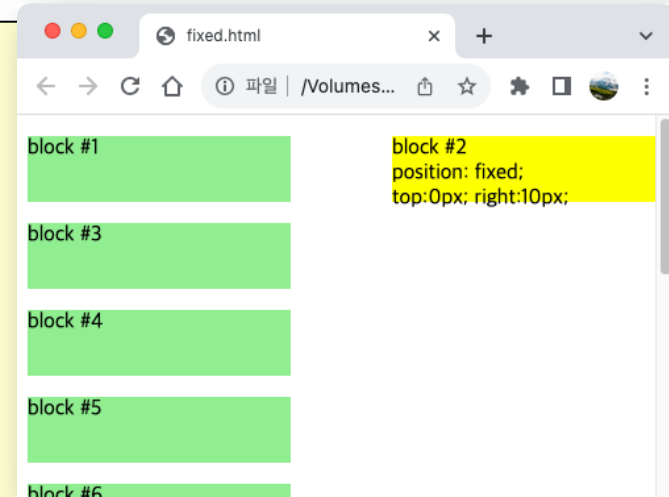 fixed.html
파일 /Volumes...
block #1
block #2
position: fixed;
top:0px; right:10px;
block #3
block #4
block #5
block #6